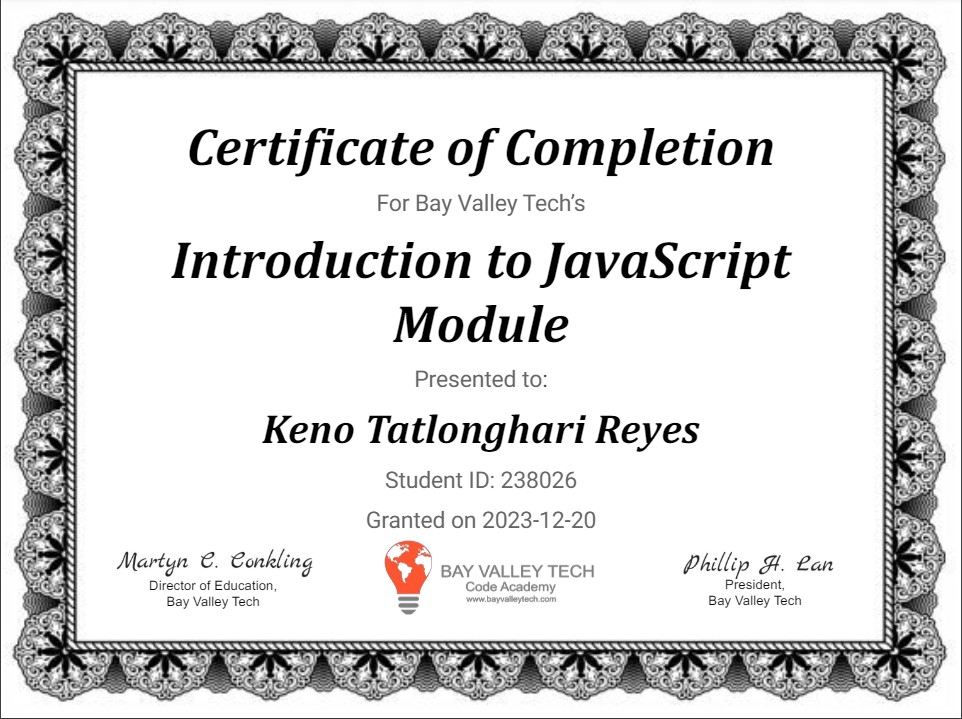 Certificate of Completion
For Bay Valley Tech’s
Introduction to JavaScript
Module
Presented to:
Keno Tatlonghari Reyes
Student ID: 238026
Granted on 2023-12-20
Martyn C. Conkling
Director of Education,
Bay Valley Tech
BAY VALLEY TECH
Code Academy
www.bayvalleytech.com
Phillip H. Lan
President,
Bay Valley Tech